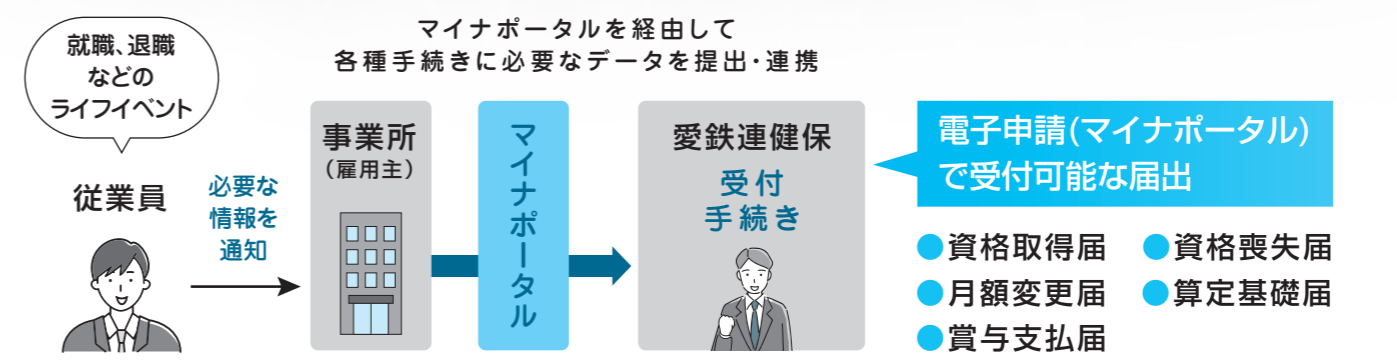 就職、退職
などの
ライフイベント
従業員
必要な
情報を
通知
マイナポータルを経由して
各種手続きに必要なデータを提出・連携
事業所
(雇用主)
マイナポータル
愛鉄連健保
受付
手続き
電子申請(マイナポータル)
で受付可能な届出
●資格取得届 ●資格喪失届
●月額変更届 ●算定基礎届
●賞与支払届